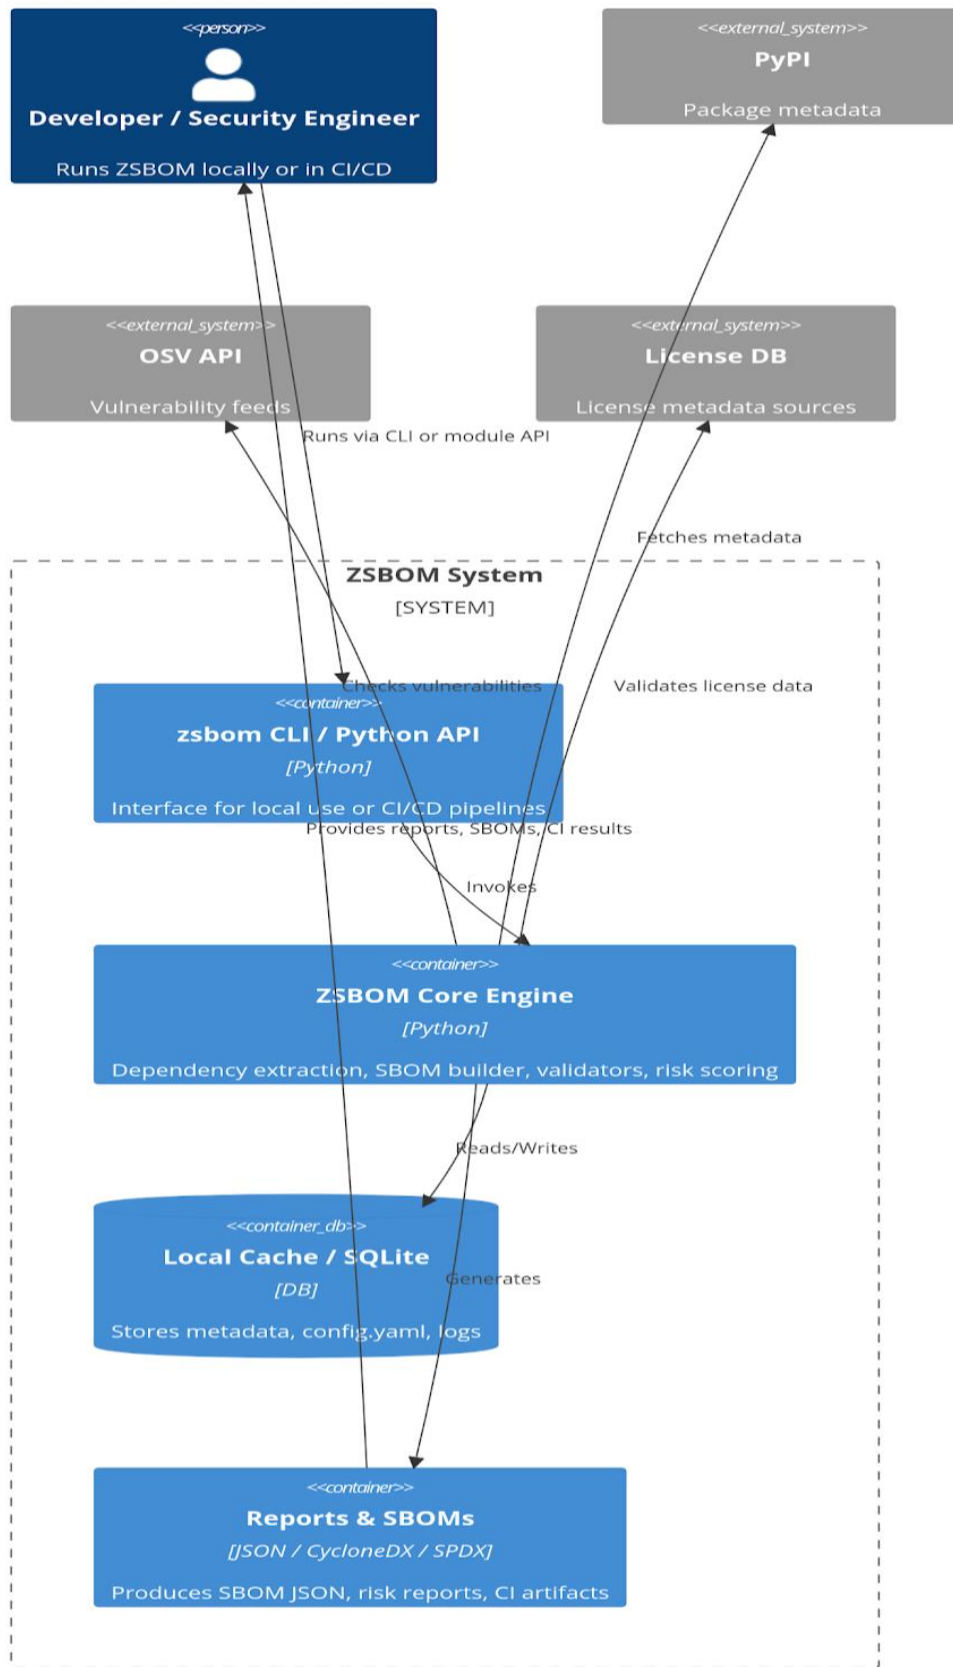 <<person>>
Developer / Security Engineer
Runs ZSBOM locally or in CI/CD
<<external_system>>
PyPI
Package metadata
<<external_system>>
OSV API
Vulnerability feeds
<<external_system>>
License DB
License metadata sources
Runs via CLI or module API
Fetches metadata
ZSBOM System
[SYSTEM]
Checks vulnerabilities
Validates license data
<<container>>
zsbom CLI / Python API
[Python]
Interface for local use or CI/CD pipelines
Provides reports, SBOMs, CI results
Invokes
<<container>>
ZSBOM Core Engine
[Python]
Dependency extraction, SBOM builder, validators, risk scoring
Reads/Writes
<<container_db>>
Local Cache / SQLite
[DB]
Generates
Stores metadata, config.yaml, logs
<<container>>
Reports & SBOMs
[JSON / CycloneDX / SPDX]
Produces SBOM JSON, risk reports, CI artifacts